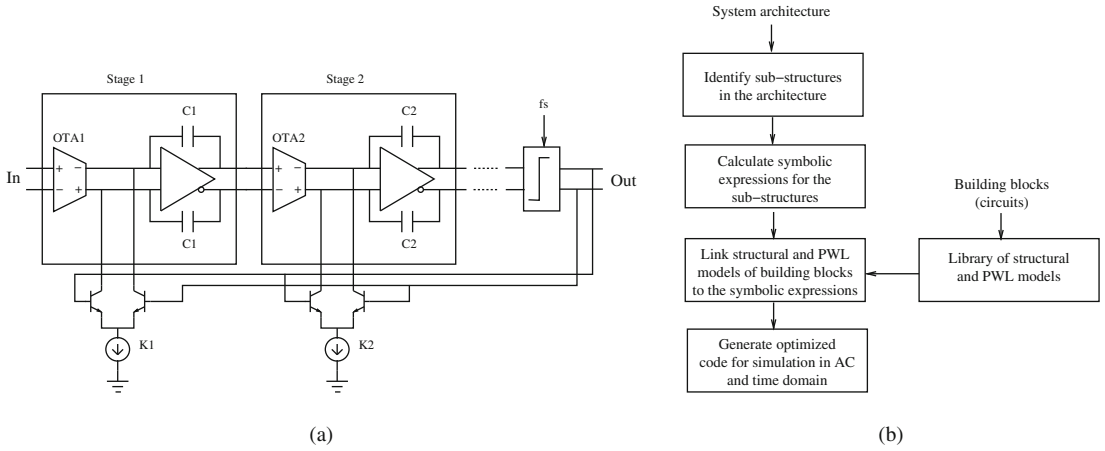 Stage 1
Stage 2
C1
C2
fs
OTA1
OTA2
In
+ −
− +
+ −
− +
Out
C1
C2
K1
K2
(a)
System architecture
Identify sub−structures
in the architecture
Calculate symbolic
expressions for the
sub−structures
Building blocks
(circuits)
Link structural and PWL
models of building blocks
to the symbolic expressions
Library of structural
and PWL models
Generate optimized
code for simulation in AC
and time domain
(b)